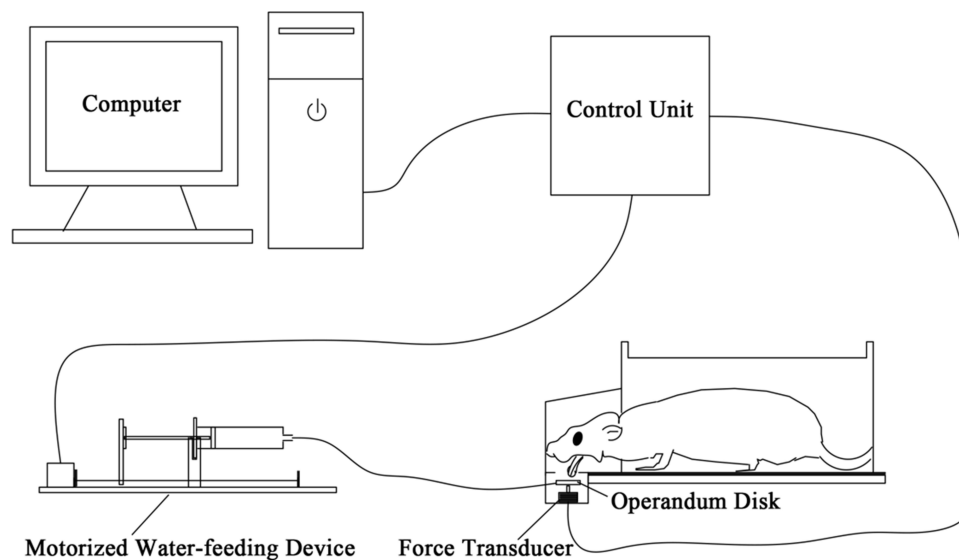 Computer
Control Unit
Operandum Disk
Motorized Water-feeding Device
Force Transducer